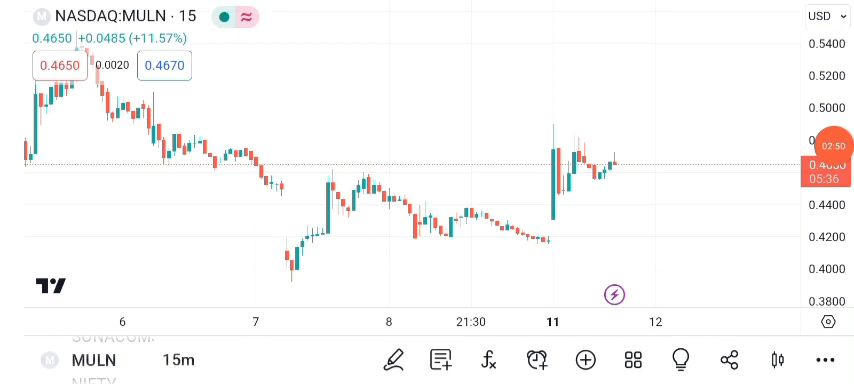 M NASDAQ:MULN · 15
USD
0.4650 +0.0485 (+11.57%)
0.4650 0.0020 0.4670
0.5400
0.5200
0.5000
02:50
05:36
0.4400
0.4200
0.4000
0.3800
6 7 8 21:30 11 12
M MULN 15m